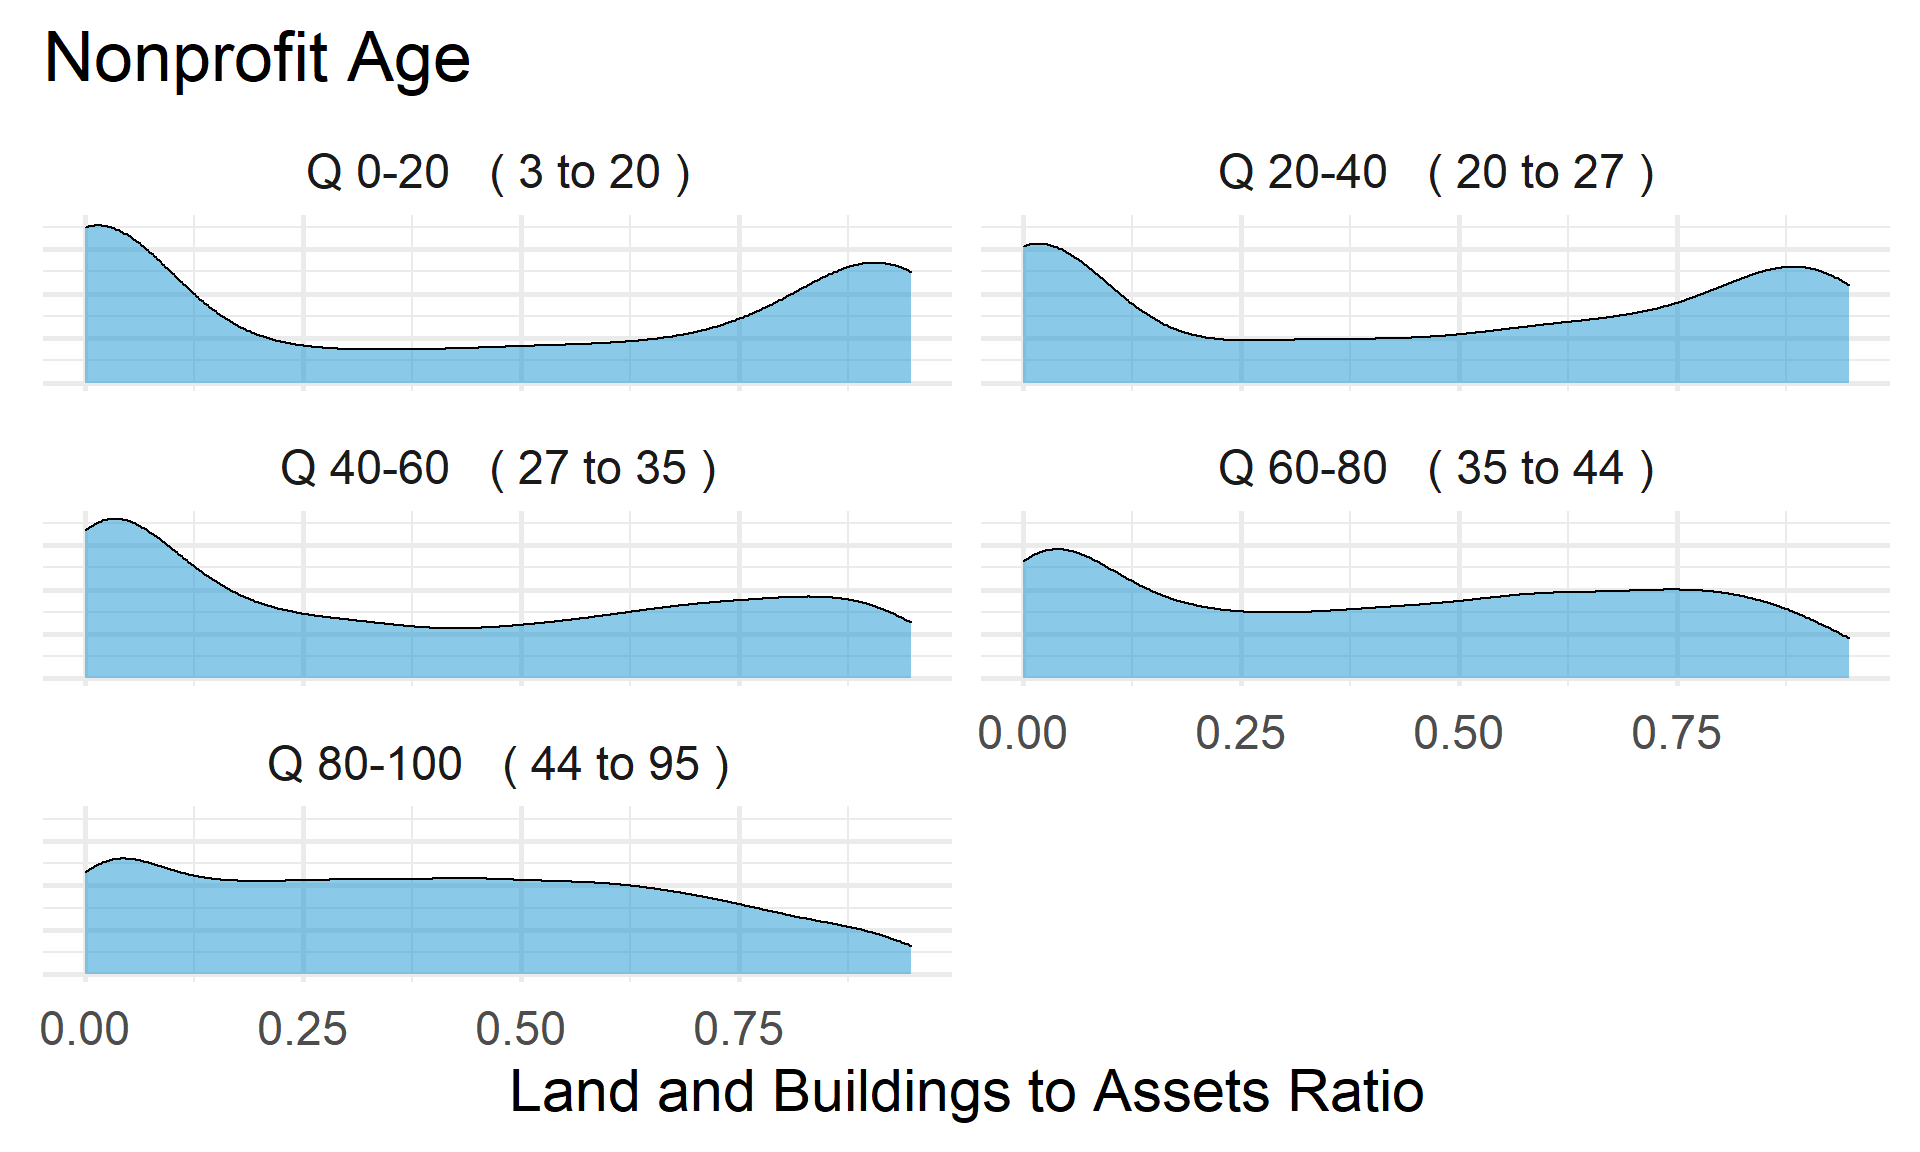 Nonprofit Age
Q 0-20 ( 3 to 20 )
Q 20-40 ( 20 to 27 )
Q 40-60 ( 27 to 35 )
Q 60-80 ( 35 to 44 )
0.00 0.25 0.50 0.75
Q 80-100 ( 44 to 95 )
0.00 0.25 0.50 0.75
Land and Buildings to Assets Ratio